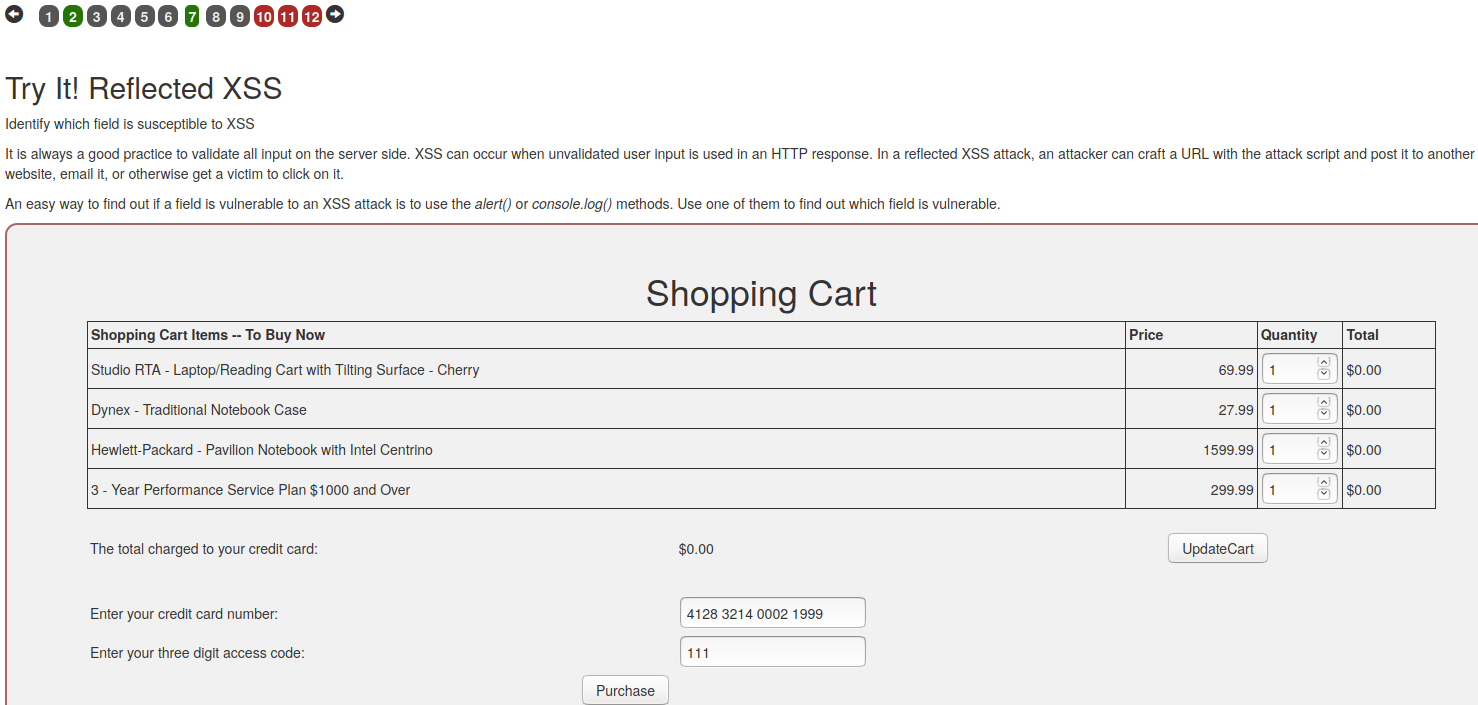 1 2 3 4 5 6 7 8 9 10 11 12
Try It! Reflected XSS
Identify which field is susceptible to XSS
It is always a good practice to validate all input on the server side. XSS can occur when unvalidated user input is used in an HTTP response. In a reflected XSS attack, an attacker can craft a URL with the attack script and post it to another
website, email it, or otherwise get a victim to click on it.
An easy way to find out if a field is vulnerable to an XSS attack is to use the alert() or console.log() methods. Use one of them to find out which field is vulnerable.
Shopping Cart
Shopping Cart Items -- To Buy Now Price Quantity Total
Studio RTA - Laptop/Reading Cart with Tilting Surface - Cherry 69.99 1 $0.00
Dynex - Traditional Notebook Case 27.99 1 $0.00
Hewlett-Packard - Pavilion Notebook with Intel Centrino 1599.99 1 $0.00
3 - Year Performance Service Plan $1000 and Over 299.99 1 $0.00
The total charged to your credit card: $0.00 UpdateCart
Enter your credit card number: 4128 3214 0002 1999
Enter your three digit access code: 111
Purchase